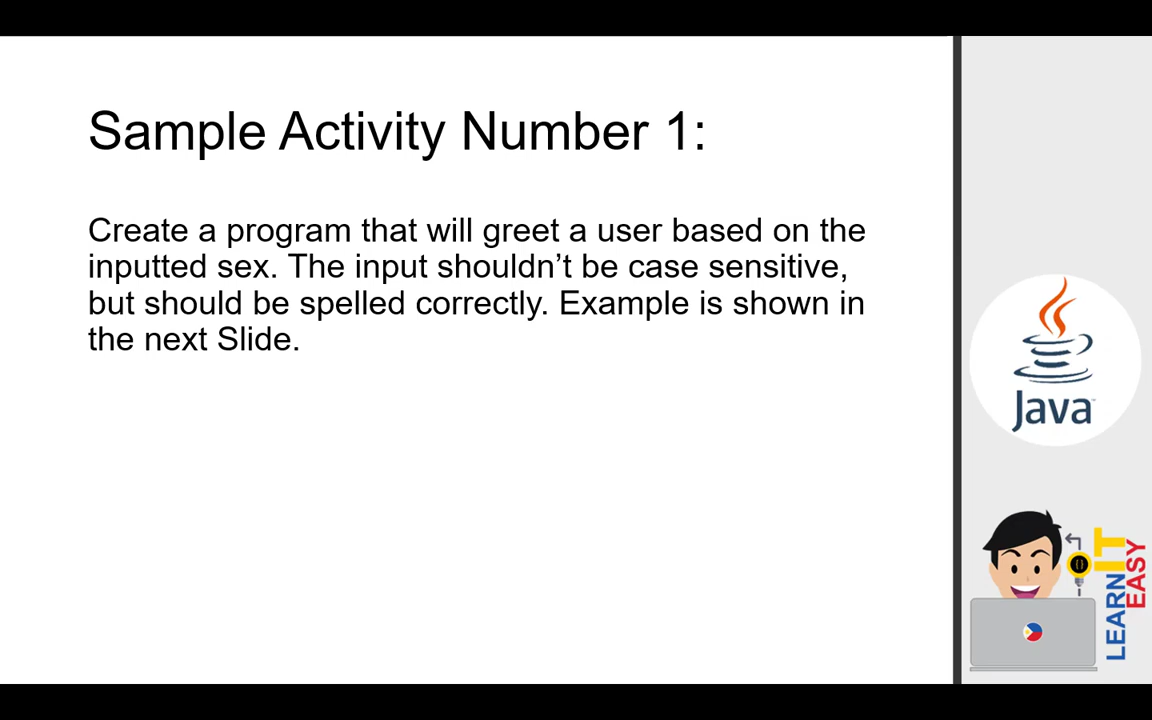 Sample Activity Number 1:
Create a program that will greet a user based on the
inputted sex. The input shouldn’t be case sensitive,
but should be spelled correctly. Example is shown in
the next Slide.
Java
LEARN IT
EASY